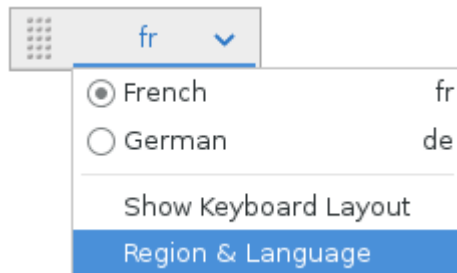 fr
French fr
German de
Show Keyboard Layout
Region & Language